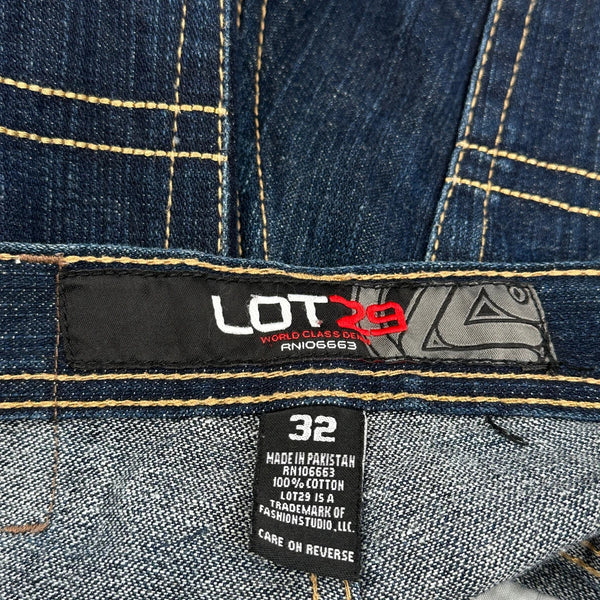 LOT29
WORLD CLASS DENIM
RN106663
32
MADE IN PAKISTAN
RN106663
100% COTTON
LOT29 IS A
TRADEMARK OF
FASHIONSTUDIO, LLC.
CARE ON REVERSE